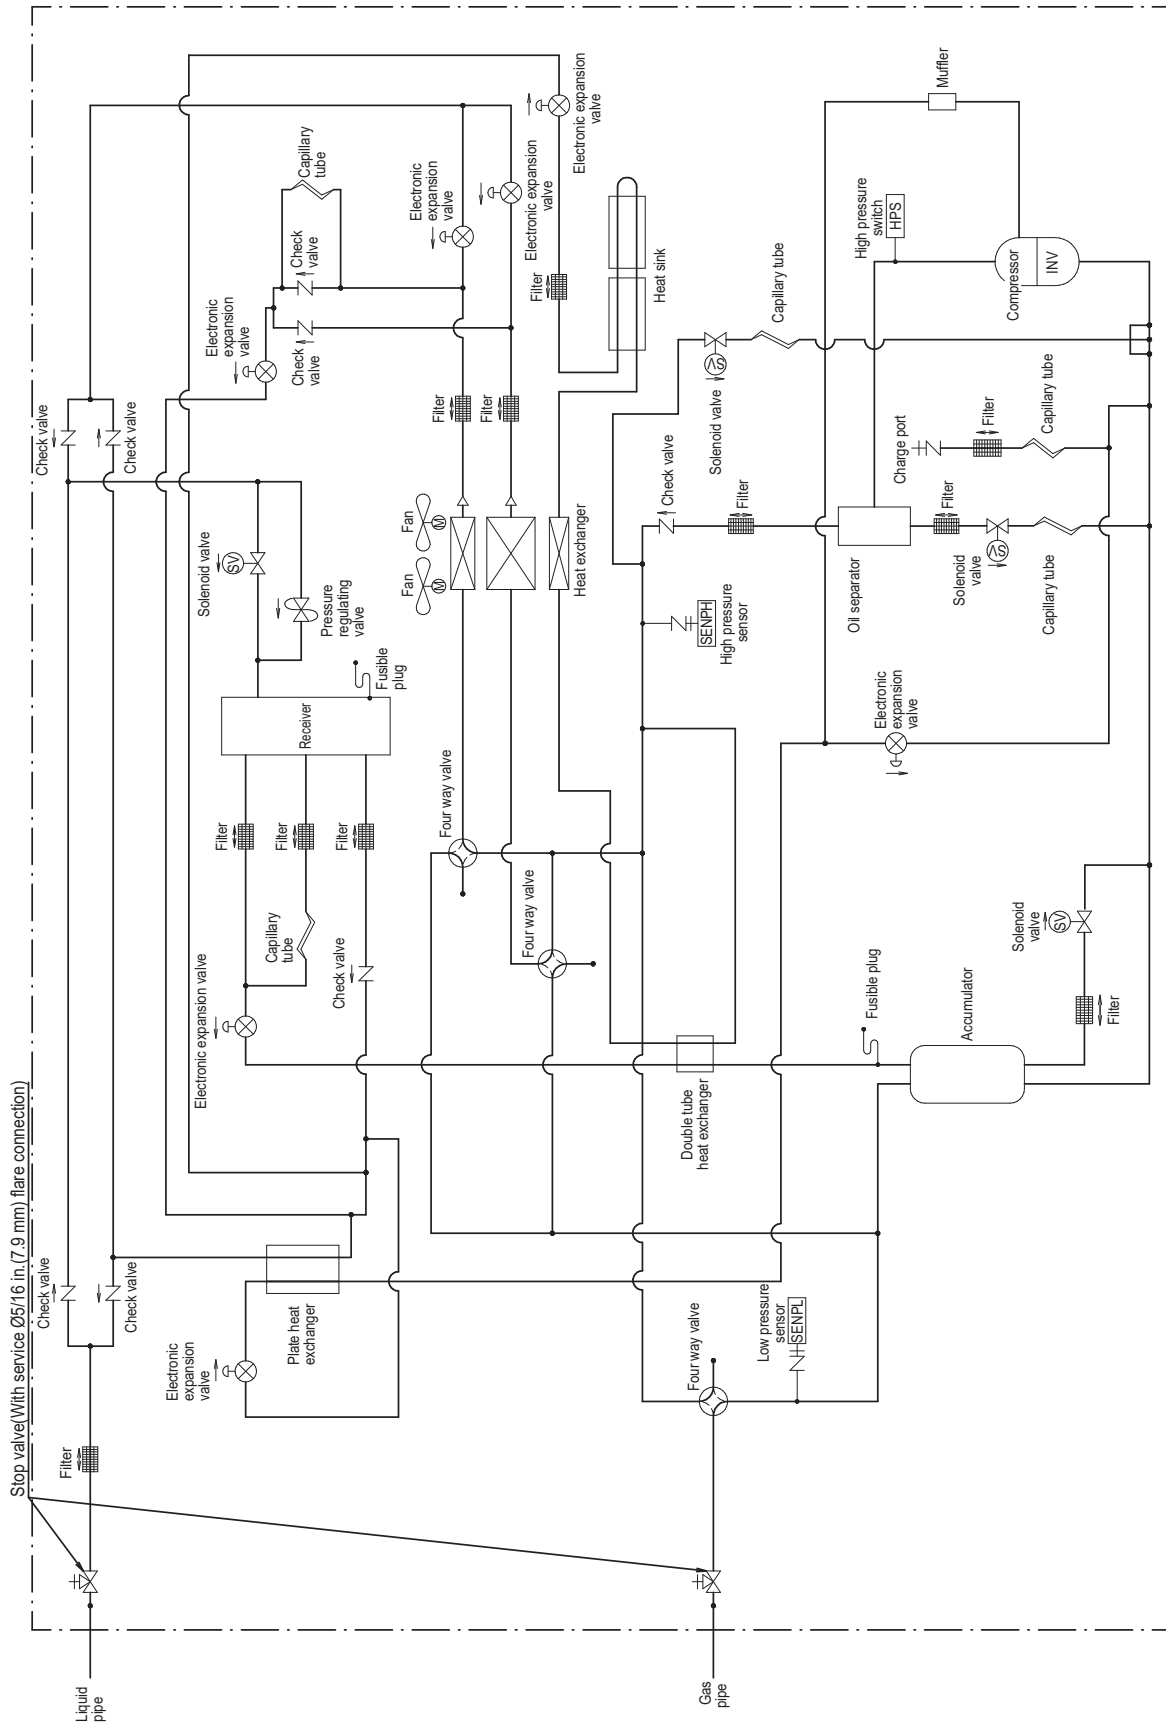 Stop valve(With service Ø5/16 in.(7.9 mm) flare connection)
Check valve
Check valve
Filter
Liquid
pipe
Check valve
Check valve
Electronic
expansion
valve
Electronic expansion valve
Solenoid valve
SV
Electronic
expansion
valve
Filter
Capillary
tube
Filter
Plate heat
exchanger
Receiver
Check
valve
Check
valve
Capillary
tube
Pressure
regulating
valve
Check valve
Filter
Fusible
plug
Fan
Fan
M
M
Electronic
expansion
valve
Filter
Four way valve
Filter
Four way valve
Electronic expansion
valve
Filter
Heat exchanger
Electronic expansion
valve
Heat sink
Check valve
Double tube
heat exchanger
Four way valve
Gas
pipe
SENPH
High pressure
sensor
Solenoid valve
SV
Filter
Low pressure
sensor
SENPL
Capillary tube
Oil separator
High pressure
switch
HPS
Electronic
expansion
valve
Fusible plug
Charge port
Muffler
Filter
Solenoid
valve
SV
Accumulator
Filter
Compressor
INV
Solenoid
valve
SV
Capillary tube
Capillary tube
Filter